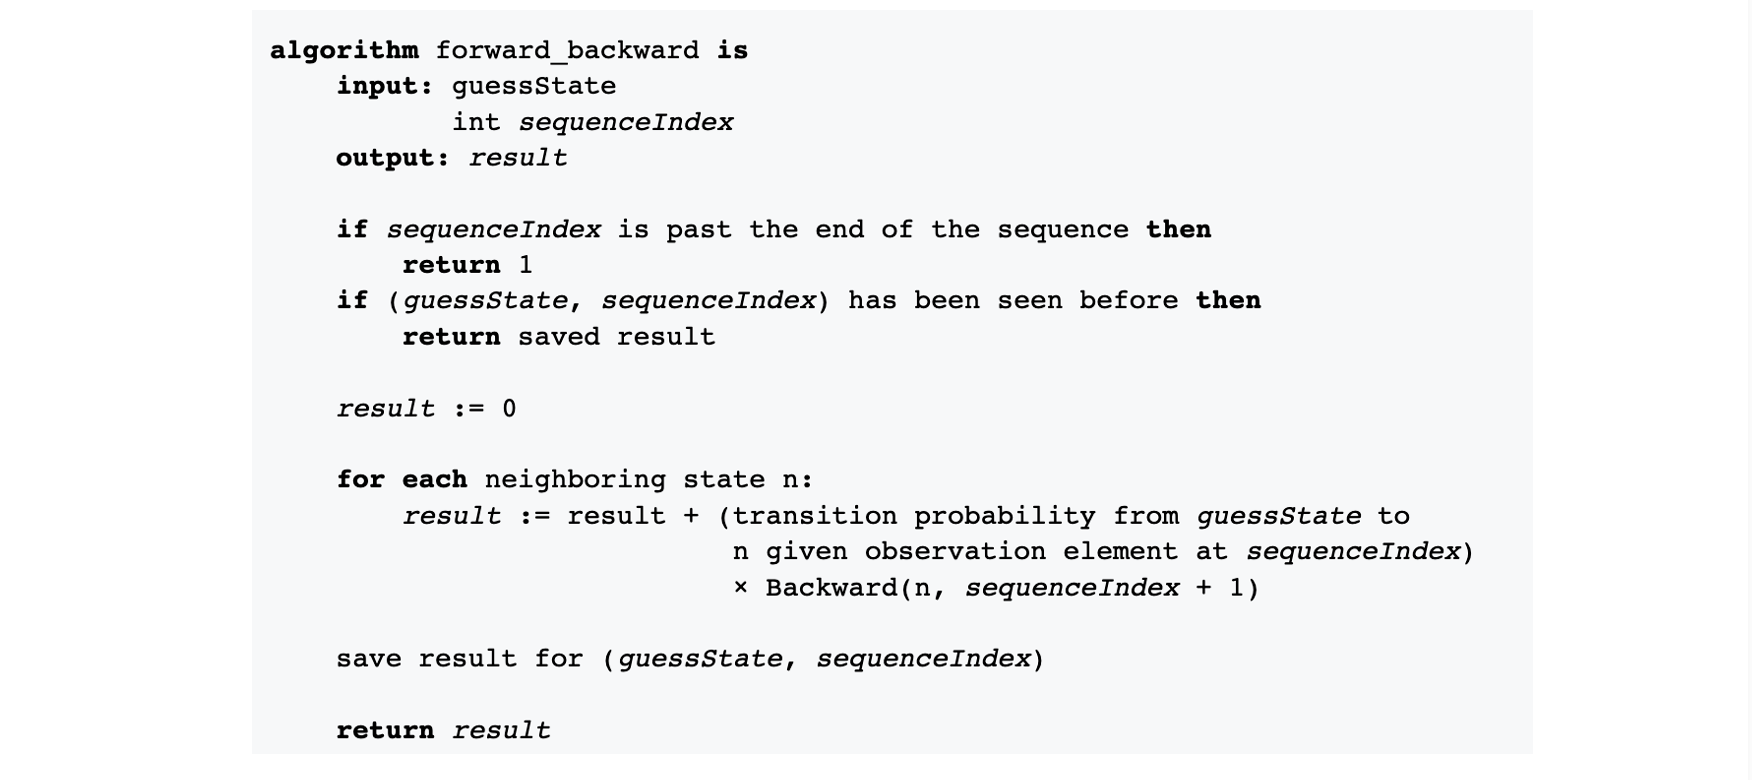 algorithm forward_backward is
input: guessState
int sequenceIndex
output: result
if sequenceIndex is past the end of the sequence then
return 1
if (guessState, sequenceIndex) has been seen before then
return saved result
result := 0
for each neighboring state n:
result := result + (transition probability from guessState to
n given observation element at sequenceIndex)
× Backward(n, sequenceIndex + 1)
save result for (guessState, sequenceIndex)
return result